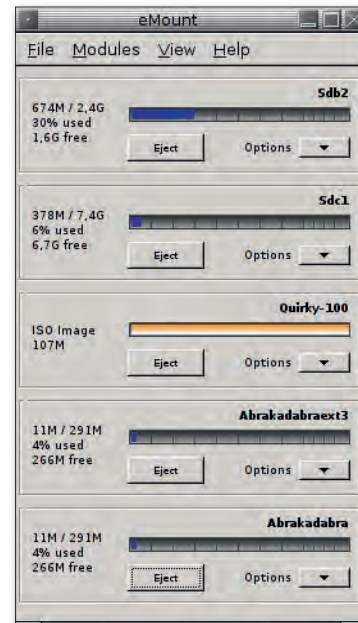 eMount
File Modules View Help
Sdb2
674M / 2,4G
30% used
1,6G free
Eject Options
Sdc1
378M / 7,4G
6% used
6,7G free
Eject Options
Quirky-100
ISO Image
107M
Eject Options
Abrakadabraext3
11M / 291M
4% used
266M free
Eject Options
Abrakadabra
11M / 291M
4% used
266M free
Eject Options